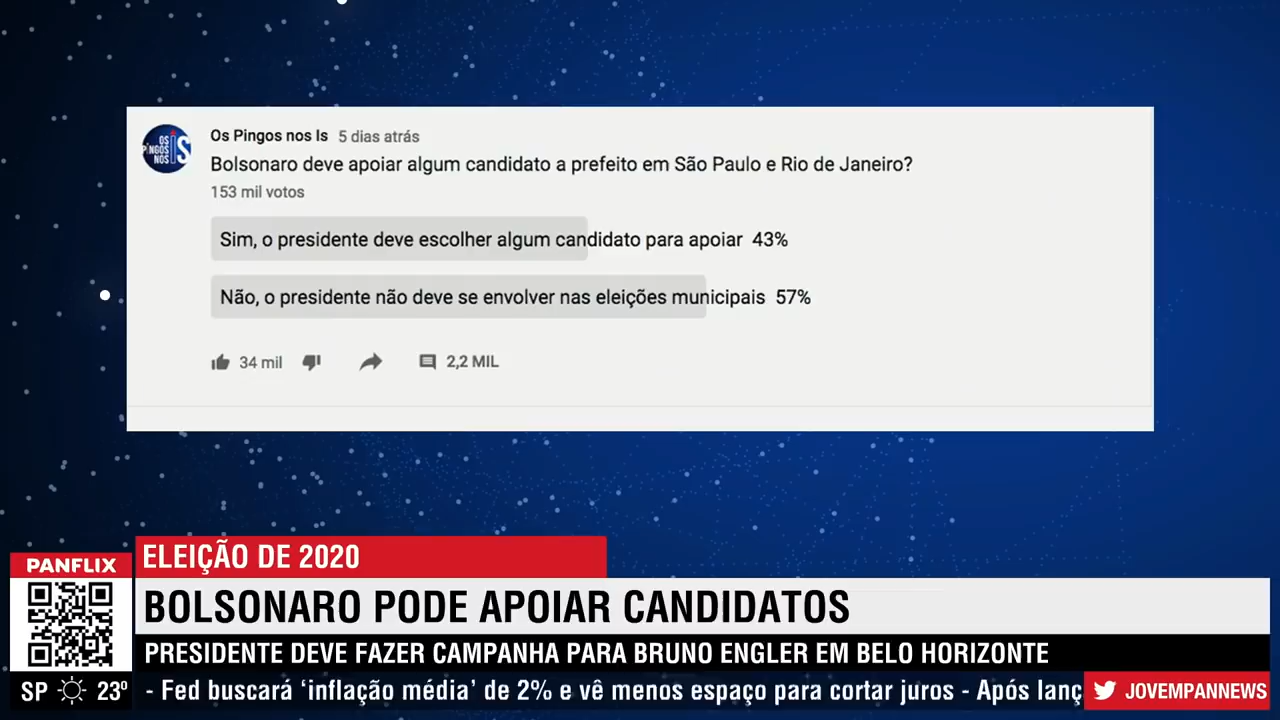 OS PINGOS NOS IS
Os Pingos nos Is 5 dias atrás
Bolsonaro deve apoiar algum candidato a prefeito em São Paulo e Rio de Janeiro?
153 mil votos
Sim, o presidente deve escolher algum candidato para apoiar 43%
Não, o presidente não deve se envolver nas eleições municipais 57%
34 mil 2,2 MIL
ELEIÇÃO DE 2020
PANFLIX
BOLSONARO PODE APOIAR CANDIDATOS
PRESIDENTE DEVE FAZER CAMPANHA PARA BRUNO ENGLER EM BELO HORIZONTE
SP 23º - Fed buscará ‘inflação média’ de 2% e vê menos espaço para cortar juros - Após lanç JOVEMPANNEWS